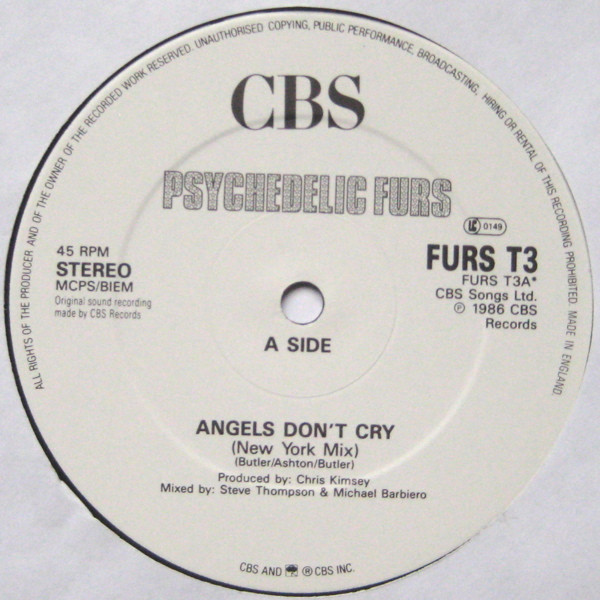 ALL RIGHTS OF THE PRODUCER AND OF THE OWNER OF THE RECORDED WORK RESERVED. UNAUTHORISED COPYING, PUBLIC PERFORMANCE, BROADCASTING, HIRING OR RENTAL OF THIS RECORDING PROHIBITED. MADE IN ENGLAND.
CBS
PSYCHEDELIC FURS
LC 0149
45 RPM
STEREO
MCPS/BIEM
Original sound recording
made by CBS Records
FURS T3
FURS T3A*
CBS Songs Ltd.
℗ 1986 CBS
Records
A SIDE
ANGELS DON'T CRY
(New York Mix)
(Butler/Ashton/Butler)
Produced by: Chris Kimsey
Mixed by: Steve Thompson & Michael Barbiero
CBS AND ® CBS INC.